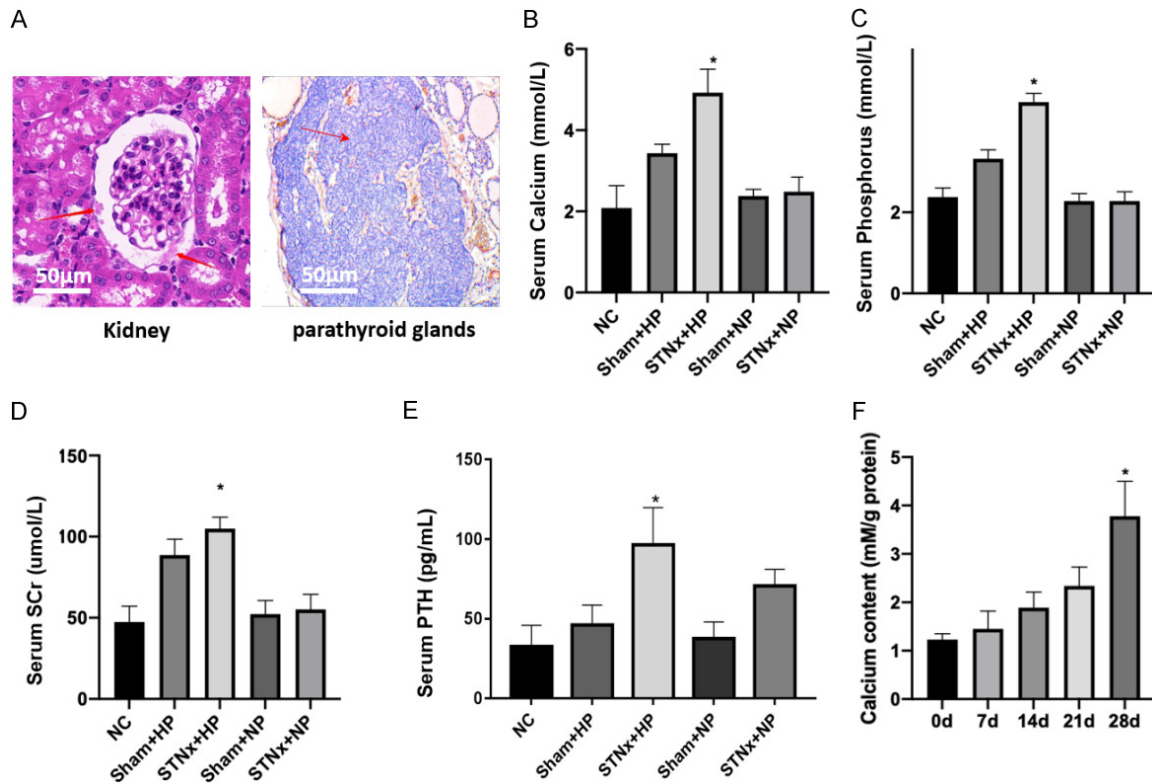 A
50μm
Kidney
50μm
parathyroid glands
B
Serum Calcium (mmol/L)
6
4
2
0
*
NC
Sham+HP
STNx+HP
Sham+NP
STNx+NP
C
Serum Phosphorus (mmol/L)
2
0
*
NC
Sham+HP
STNx+HP
Sham+NP
STNx+NP
D
Serum SCr (umol/L)
150
100
50
0
*
NC
Sham+HP
STNx+HP
Sham+NP
STNx+NP
E
Serum PTH (pg/mL)
150
100
50
0
*
NC
Sham+HP
STNx+HP
Sham+NP
STNx+NP
F
Calcium content (mM/g protein)
5
4
3
2
1
0
*
0d 7d 14d 21d 28d